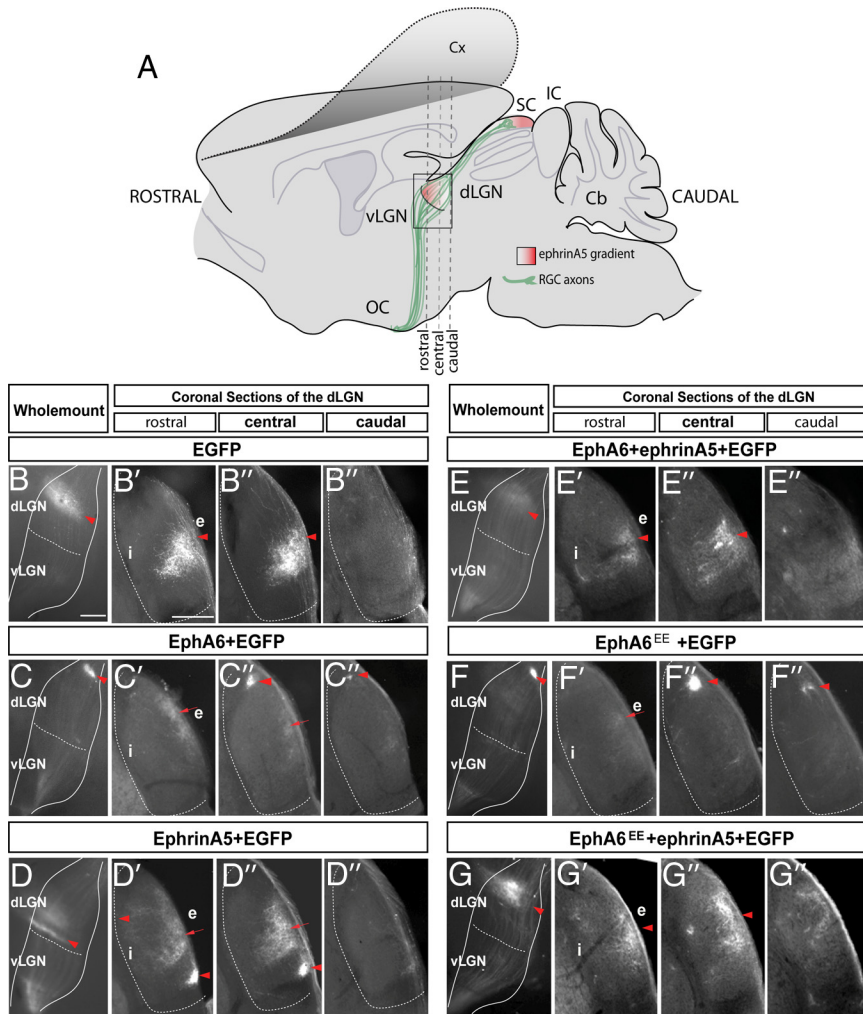 A
Cx
IC
SC
ROSTRAL
dLGN
vLGN
Cb
CAUDAL
ephrinA5 gradient
RGC axons
OC
rostral
central
caudal
Wholemount
Coronal Sections of the dLGN
rostral
central
caudal
EGFP
B
dLGN
vLGN
B'
e
i
B''
B''
EphA6+EGFP
C
dLGN
vLGN
C'
e
i
C''
C''
EphrinA5+EGFP
D
dLGN
vLGN
D'
e
i
D''
D''
Wholemount
Coronal Sections of the dLGN
rostral
central
caudal
EphA6+ephrinA5+EGFP
E
dLGN
vLGN
E'
e
i
E''
E''
EphA6EE +EGFP
F
dLGN
vLGN
F'
e
i
F''
F''
EphA6EE+ephrinA5+EGFP
G
dLGN
vLGN
G'
e
i
G''
G''